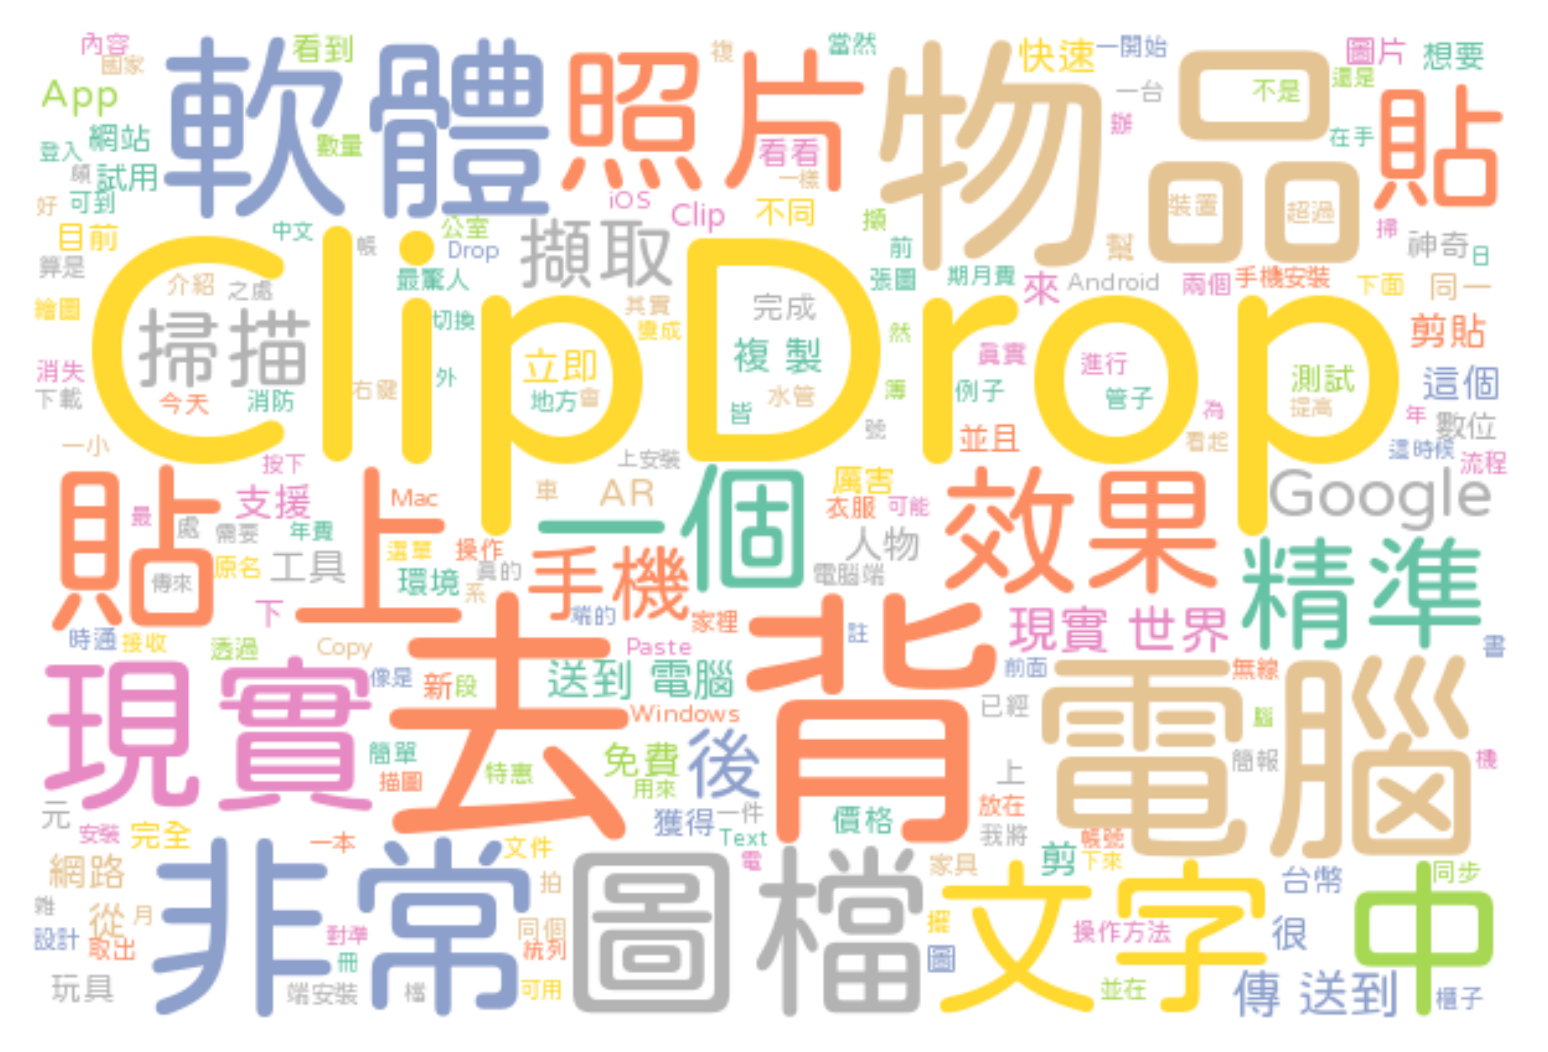 內容 看到 複 當然 快速 一開始 圖片 想要
國家 軟體 照片 物品 一台 不是 還是
App 數量 看看 辦 在手 貼
網站 登入 一樣
試用 iOS Clip 不同 擷 裝置 超過 掃
好 可到 中文 帳 公室 Drop 擷取 前 幫 神奇 日
目前 算是 最驚人 張圖 期月費 來 Android 兩個 手機安裝 下面 同一
ClipDrop
介紹 之處 其實 完成
繪圖 掃描 切換 變成 然 剪貼
複製 真實 進行 測試
消失 右鍵 外 立即 水管 簿 例子 管子 這個
下載 今天 消防 地方 會 皆 提高 為 年 數位
一小 號 並且 看起 這時候 流程
按下 上安裝 厲害
貼上 支援 Mac 車 AR 一個 衣服 可能 效果 Google
最 處 需要 年費 選單 操作 人物 精準
原名 工具 手機 電腦端
傳來 環境 真的 系
下 端的 家裡 註 現實 世界
時通 接收 透過 Copy 去背 Paste 書
現實 像是 新 段 送到 電腦 前面 電腦 無線
Windows 已經 腦
簡單 免費 後 簡報 機
描圖 特惠 用來 上
元 獲得 一件 價格 放在
安裝 完全 一本 文件 Text 我將 帳號
網路 非常 電 圖檔 家具 剪 下來 台幣 同步
雜 從 月 拍 文字 中
設計 取出 對準 同個 擺 操作方法 很
冊 統列 圖
玩具 端安裝 檔 可用 並在 傳 送到 櫃子